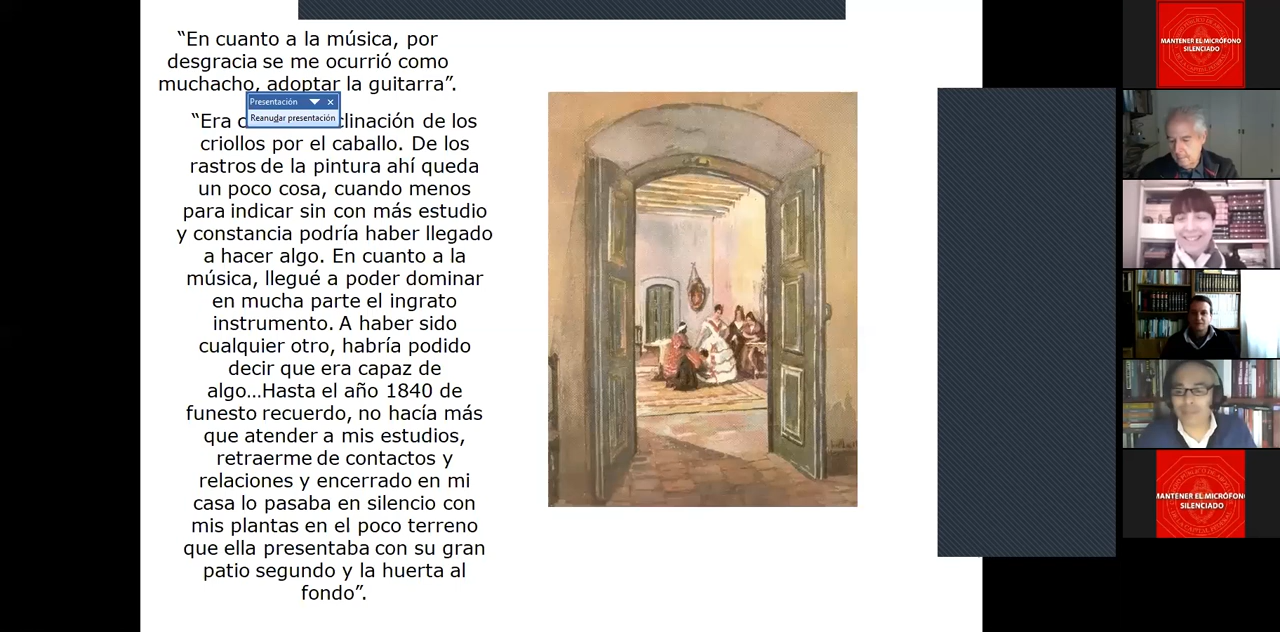 “En cuanto a la música, por
desgracia se me ocurrió como
muchacho, adoptar la guitarra”.
Presentación
Reanudar presentación
“Era clinación de los
criollos por el caballo. De los
rastros de la pintura ahí queda
un poco cosa, cuando menos
para indicar sin con más estudio
y constancia podría haber llegado
a hacer algo. En cuanto a la
música, llegué a poder dominar
en mucha parte el ingrato
instrumento. A haber sido
cualquier otro, habría podido
decir que era capaz de
algo…Hasta el año 1840 de
funesto recuerdo, no hacía más
que atender a mis estudios,
retraerme de contactos y
relaciones y encerrado en mi
casa lo pasaba en silencio con
mis plantas en el poco terreno
que ella presentaba con su gran
patio segundo y la huerta al
fondo”.
MANTENER EL MICRÓFONO
SILENCIADO
MANTENER EL MICRÓFONO
SILENCIADO